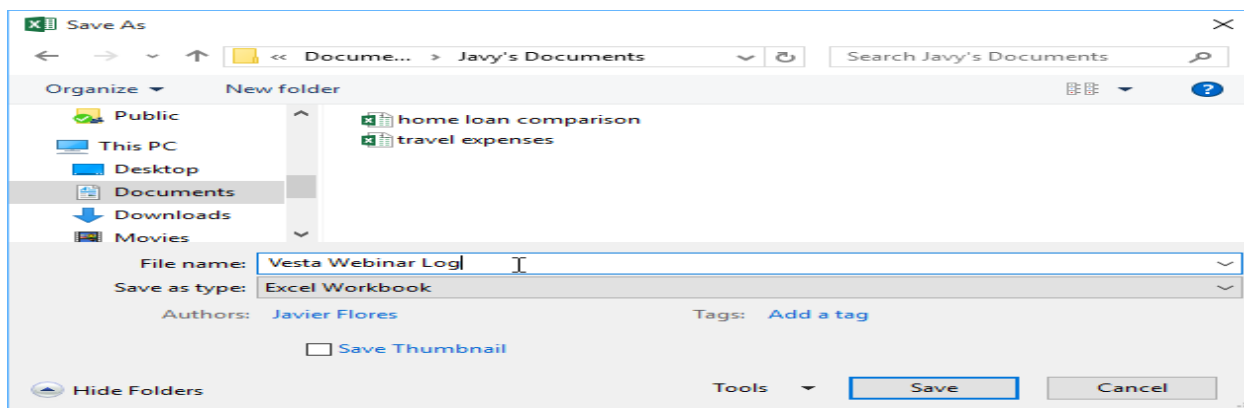 Save As
« Docume... > Javy's Documents
Search Javy's Documents
Organize
New folder
?
Public
This PC
Desktop
Documents
Downloads
Movies
home loan comparison
travel expenses
File name: Vesta Webinar Log
Save as type: Excel Workbook
Authors: Javier Flores
Tags: Add a tag
Save Thumbnail
Hide Folders
Tools
Save
Cancel